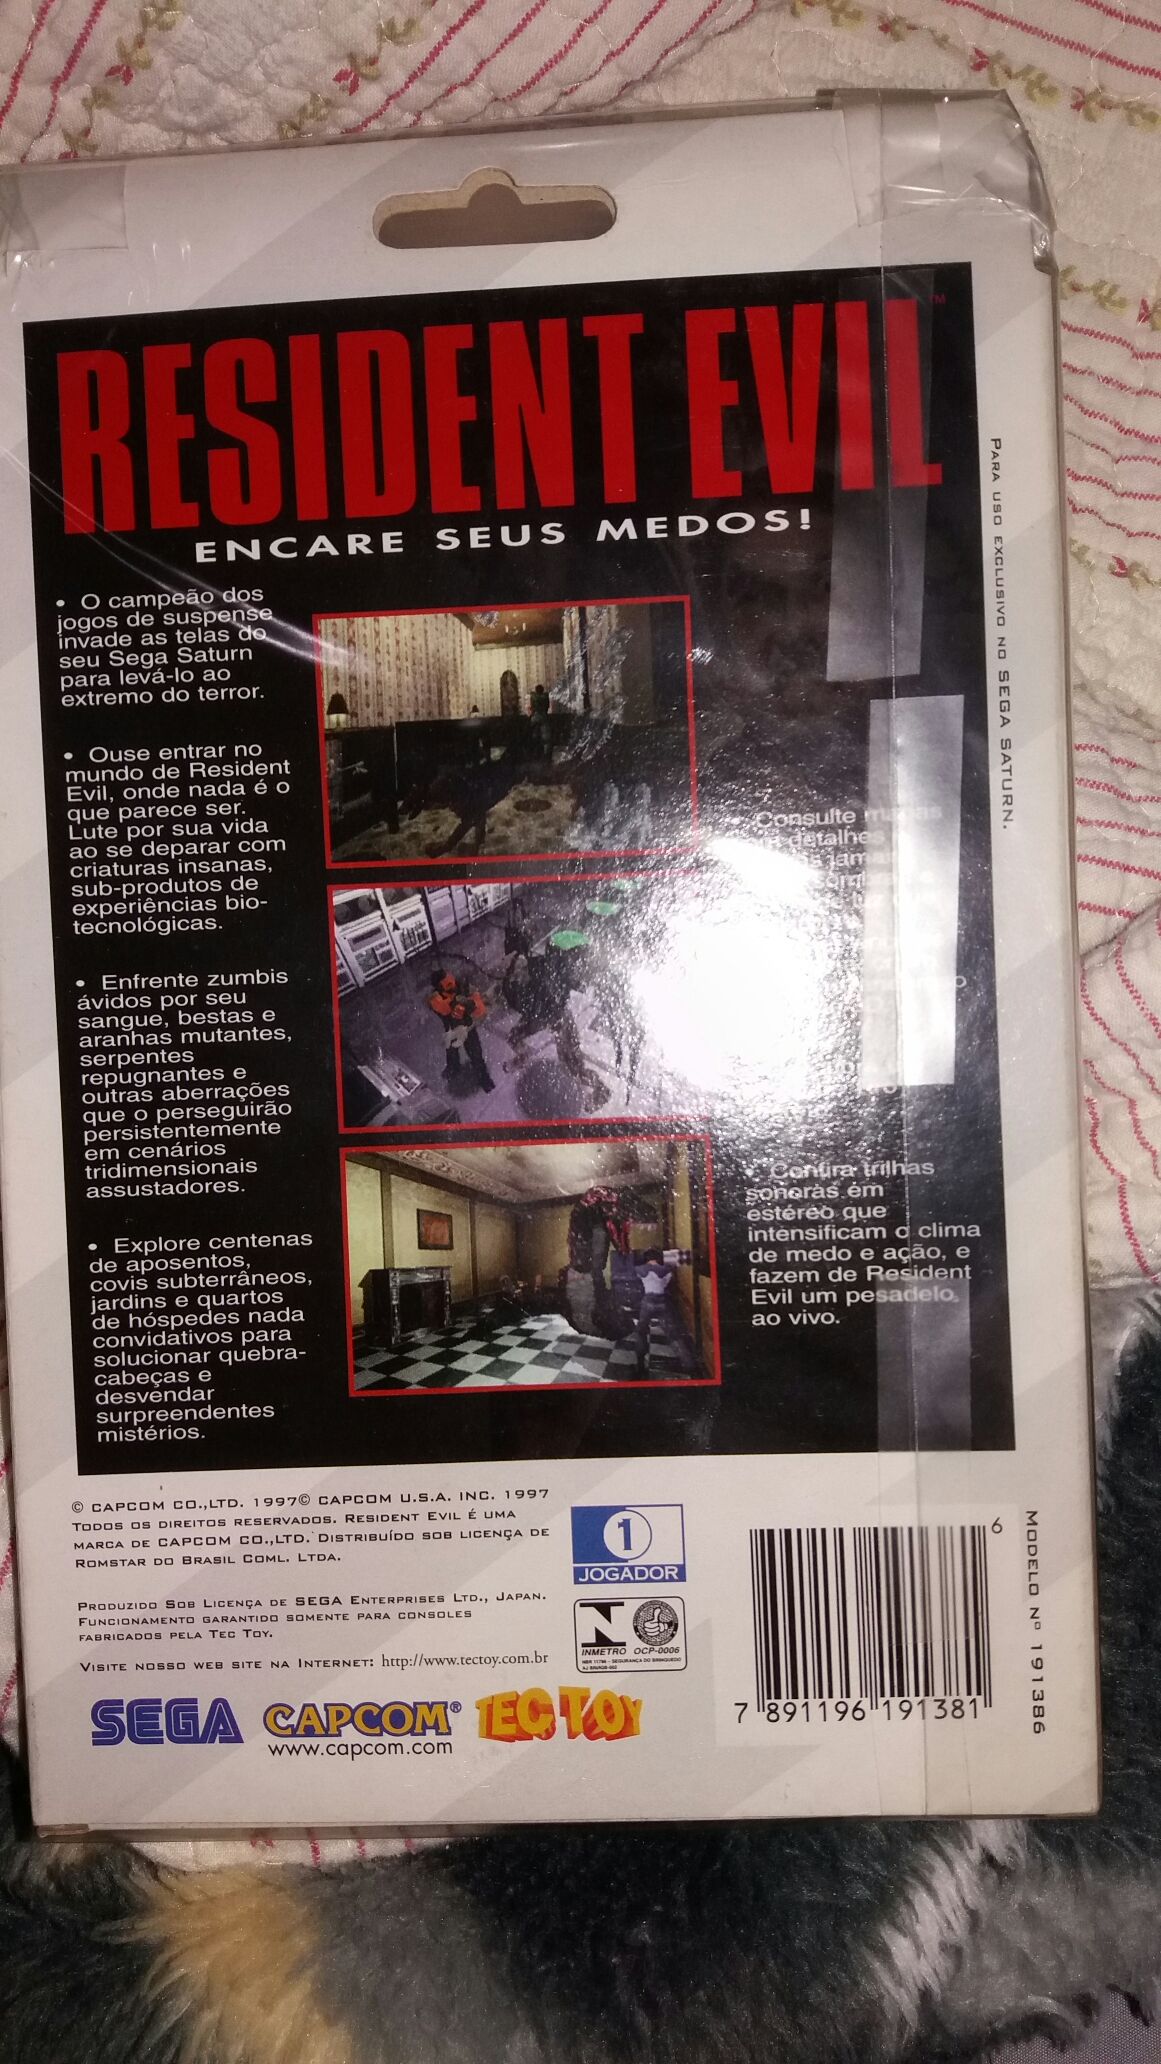 RESIDENT EVIL™
ENCARE SEUS MEDOS!
• O campeão dos
jogos de suspense
invade as telas do
seu Sega Saturn
para levá-lo ao
extremo do terror.
• Ouse entrar no
mundo de Resident
Evil, onde nada é o
que parece ser.
Lute por sua vida
ao se deparar com
criaturas insanas,
sub-produtos de
experiências bio-
tecnológicas.
• Enfrente zumbis
ávidos por seu
sangue, bestas e
aranhas mutantes,
serpentes
repugnantes e
outras aberrações
que o perseguirão
persistentemente
em cenários
tridimensionais
assustadores.
• Explore centenas
de aposentos,
covis subterrâneos,
jardins e quartos
de hóspedes nada
convidativos para
solucionar quebra-
cabeças e
desvendar
surpreendentes
mistérios.
Consulte mapas
detalhes
• Confira trilhas
sonoras em
estéreo que
intensificam o clima
de medo e ação, e
fazem de Resident
Evil um pesadelo
ao vivo.
PARA USO EXCLUSIVO NO SEGA SATURN.
© CAPCOM CO.,LTD. 1997© CAPCOM U.S.A. INC. 1997
TODOS OS DIREITOS RESERVADOS. RESIDENT EVIL É UMA
MARCA DE CAPCOM CO.,LTD. DISTRIBUÍDO SOB LICENÇA DE
ROMSTAR DO BRASIL COML. LTDA.
PRODUZIDO SOB LICENÇA DE SEGA ENTERPRISES LTD., JAPAN.
FUNCIONAMENTO GARANTIDO SOMENTE PARA CONSOLES
FABRICADOS PELA TEC TOY.
VISITE NOSSO WEB SITE NA INTERNET: http://www.tectoy.com.br
SEGA CAPCOM® TEC TOY
www.capcom.com
1
JOGADOR
INMETRO OCP-0006
NBR 11786 - SEGURANÇA DO BRINQUEDO
6
7 891196 191381
MODELO Nº 191386